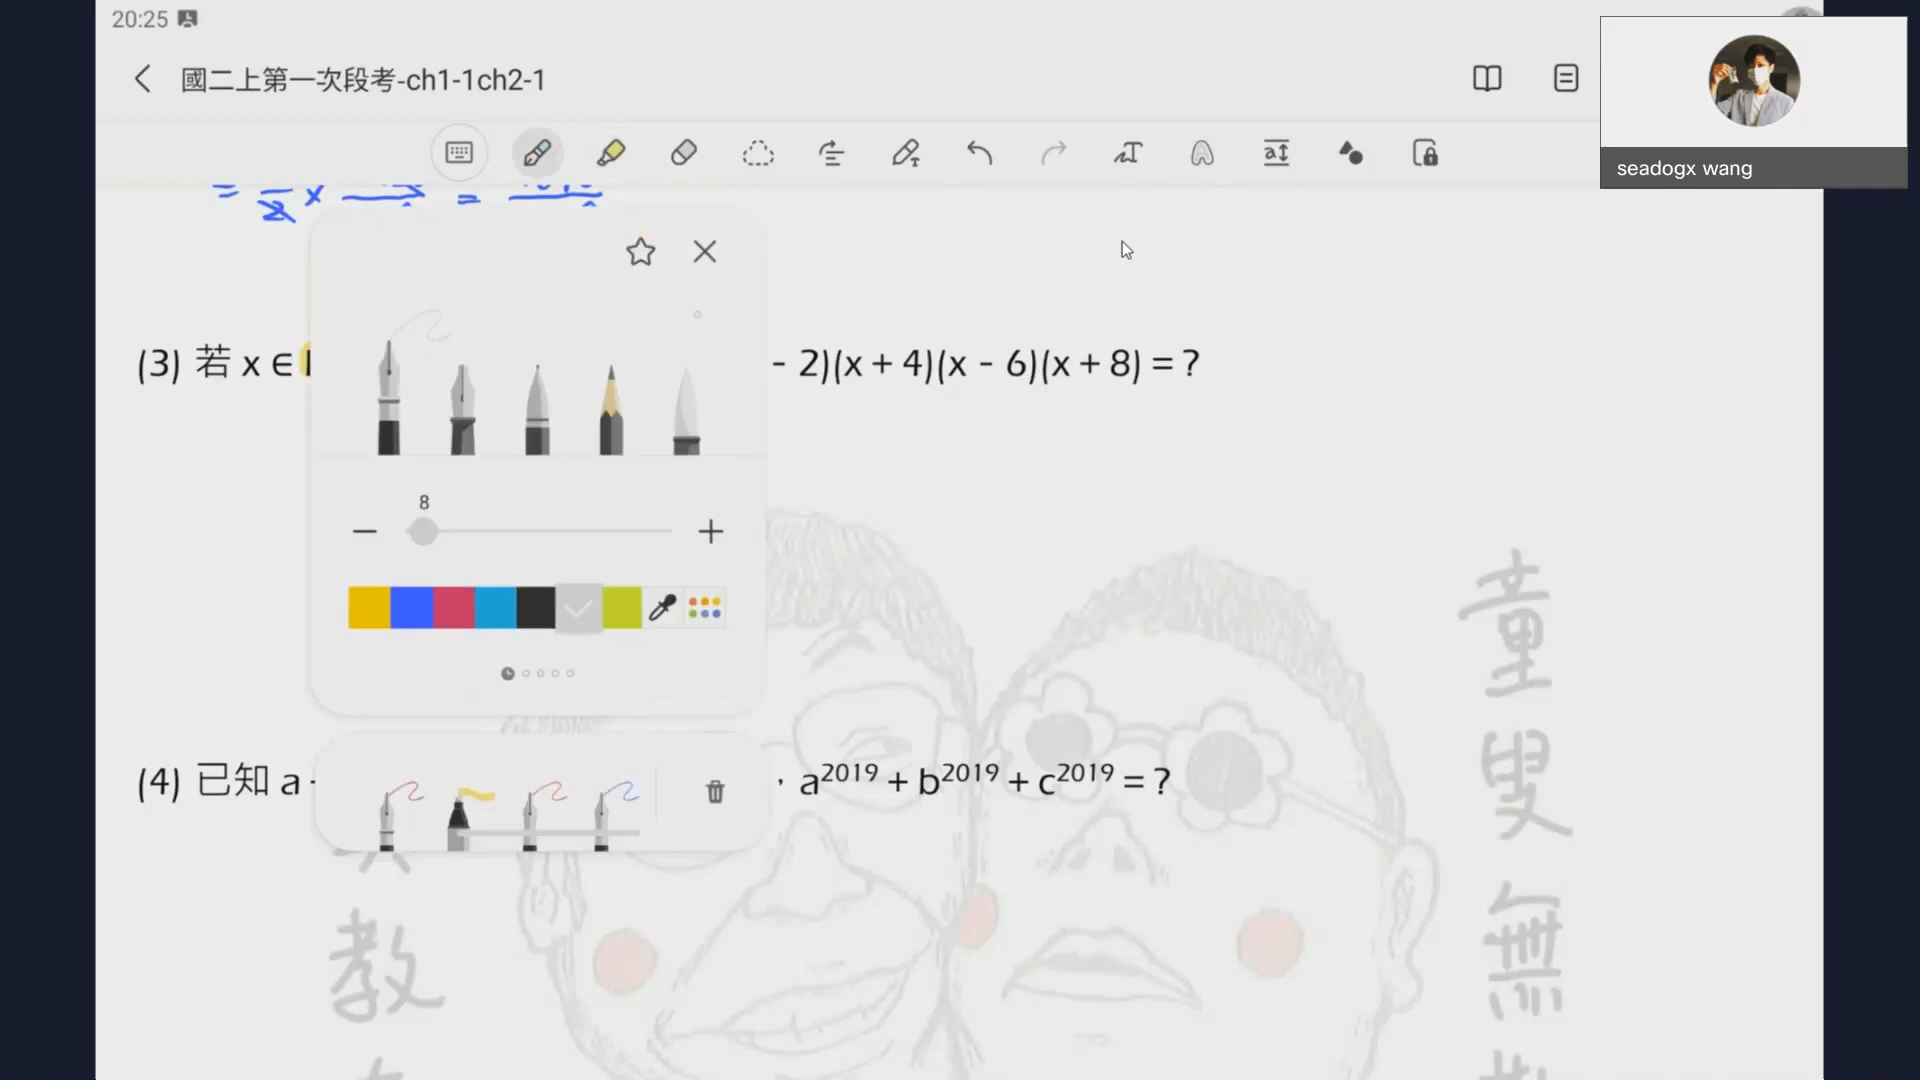 20:25
國二上第一次段考-ch1-1ch2-1
seadogx wang
(3) 若 x ∈ - 2)(x + 4)(x - 6)(x + 8) = ?
8
(4) 已知 a - , a²⁰¹⁹ + b²⁰¹⁹ + c²⁰¹⁹ = ?
童
叟
無
教